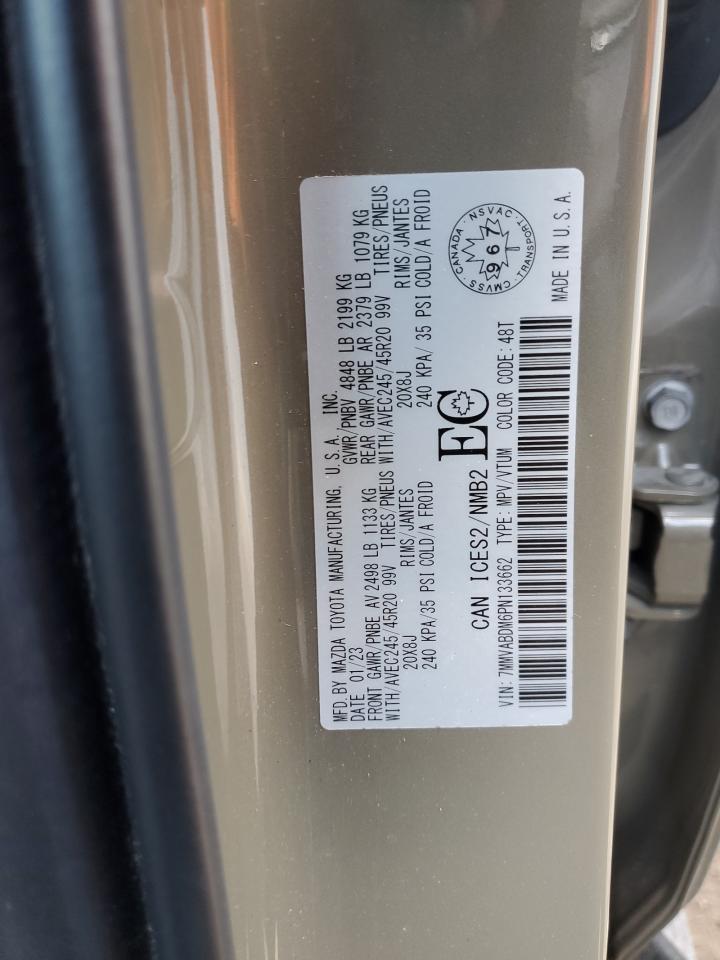 MFD. BY MAZDA TOYOTA MANUFACTURING, U.S.A., INC.
DATE 01/23 GVWR/PNBV 4848 LB 2199 KG
FRONT GAWR/PNBE AV 2498 LB 1133 KG REAR GAWR/PNBE AR 2379 LB 1079 KG
WITH/AVEC 245/45R20 99V TIRES/PNEUS WITH/AVEC 245/45R20 99V TIRES/PNEUS
20X8J RIMS/JANTES 20X8J RIMS/JANTES
240 KPA/35 PSI COLD/A FROID 240 KPA/ 35 PSI COLD/A FROID
CAN ICES2/NMB2 EC
CANADA · NSVAC · TRANSPORT · CMVSS ·
967
VIN: 7MMVABDM6PN133662 TYPE: MPV/VTUM COLOR CODE: 48T
MADE IN U.S.A.